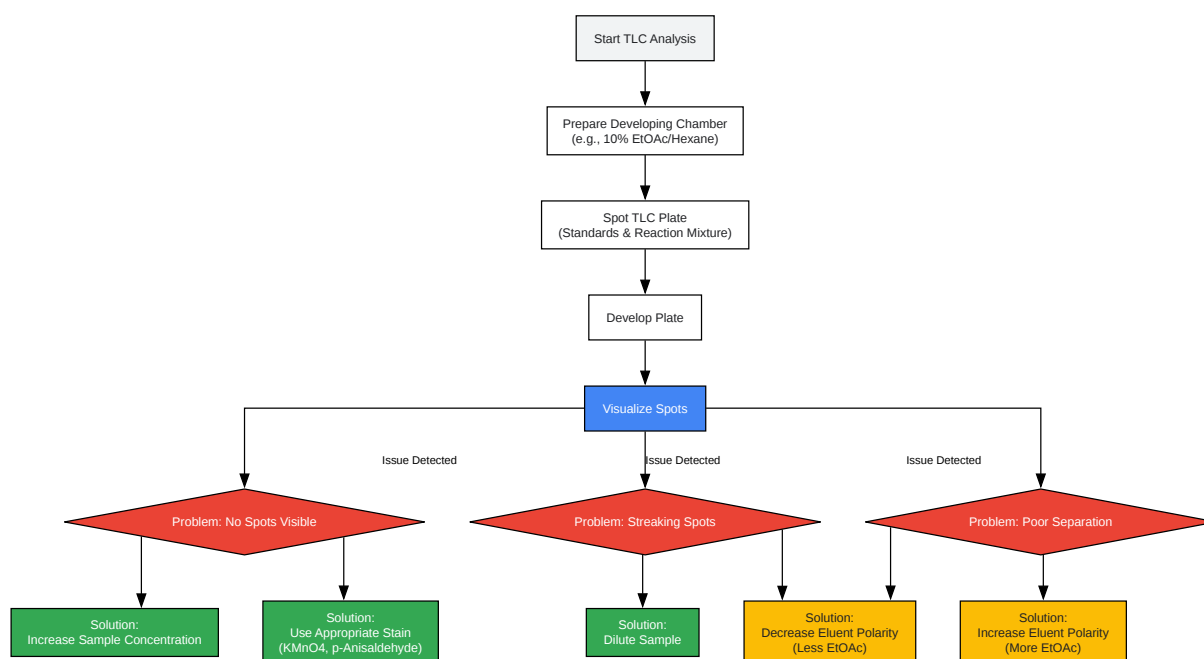 Start TLC Analysis
Prepare Developing Chamber
(e.g., 10% EtOAc/Hexane)
Spot TLC Plate
(Standards & Reaction Mixture)
Develop Plate
Visualize Spots
Issue Detected
Issue Detected
Issue Detected
Problem: No Spots Visible
Problem: Streaking Spots
Problem: Poor Separation
Solution:
Increase Sample Concentration
Solution:
Use Appropriate Stain
(KMnO4, p-Anisaldehyde)
Solution:
Dilute Sample
Solution:
Decrease Eluent Polarity
(Less EtOAc)
Solution:
Increase Eluent Polarity
(More EtOAc)